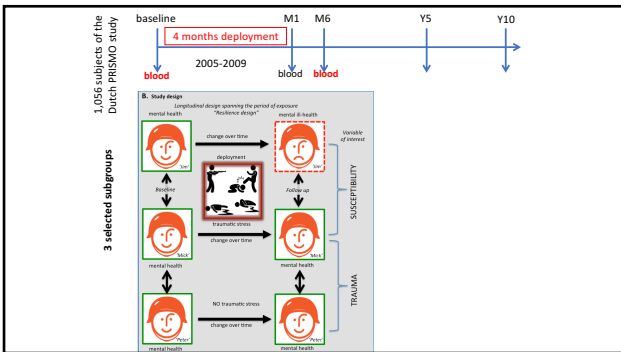 1,056 subjects of the
Dutch PRISMO study
baseline
M1
M6
Y5
Y10
4 months deployment
2005-2009
blood
blood
blood
3 selected subgroups
B. Study design
Longitudinal design spanning the period of exposure
"Resilience design"
mental health
mental ill-health
Variable
of interest
change over time
'Jim'
'Jim'
deployment
Baseline
Follow up
SUSCEPTIBILITY
traumatic stress
change over time
'Mick'
'Mick'
mental health
mental health
TRAUMA
NO traumatic stress
change over time
'Peter'
'Peter'
mental health
mental health